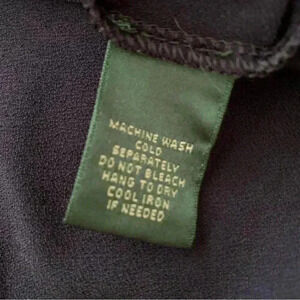 MACHINE WASH
COLD
SEPARATELY
DO NOT BLEACH
HANG TO DRY
COOL IRON
IF NEEDED